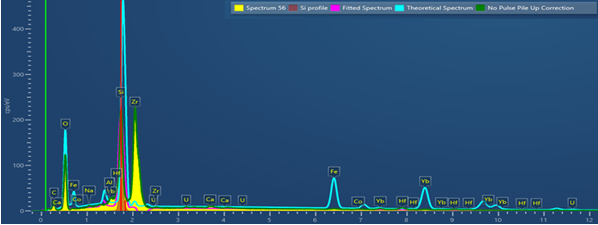 Spectrum 56 Si profile Fitted Spectrum Theoretical Spectrum No Pulse Pile Up Correction
400
cps/eV
300
Si
200
Zr
O
100
Hf
Fe Al Fe Yb
C Na Zr
Ca Co U U Ca Ca U Co Yb Hf Hf Hf Hf Yb Yb Hf Hf U
0
0 1 2 3 4 5 6 7 8 9 10 11 12